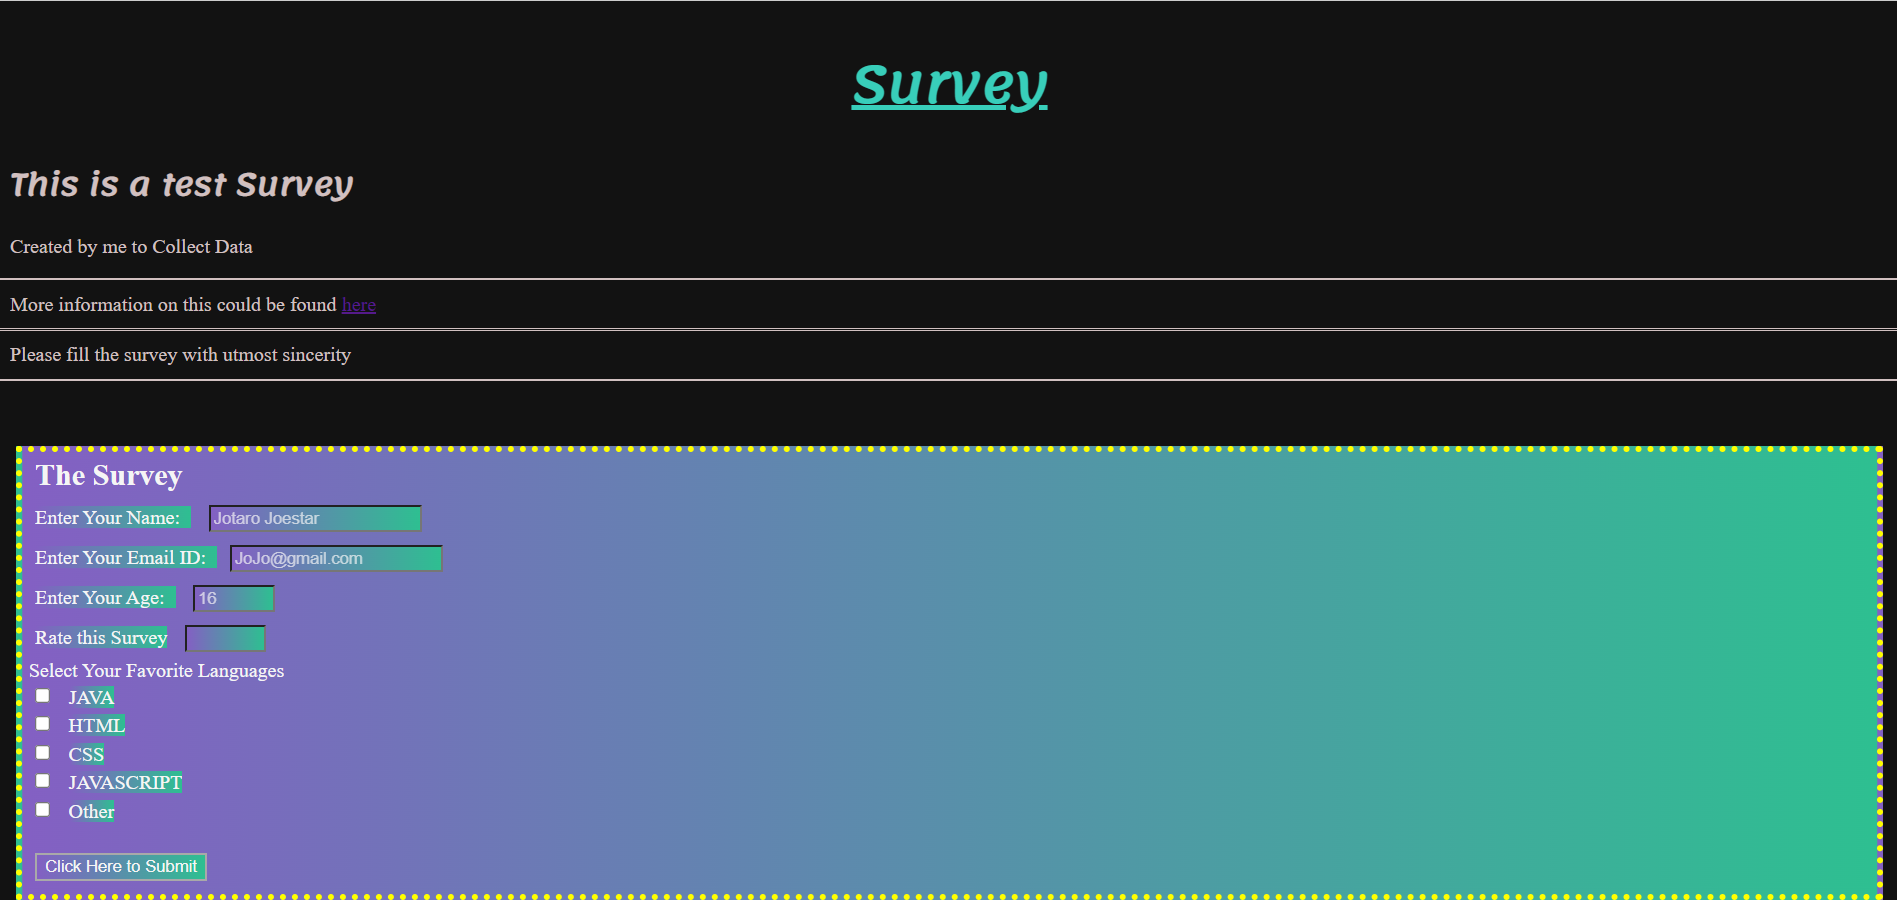 Survey
This is a test Survey
Created by me to Collect Data
More information on this could be found here
Please fill the survey with utmost sincerity
The Survey
Enter Your Name: Jotaro Joestar
Enter Your Email ID: JoJo@gmail.com
Enter Your Age: 16
Rate this Survey
Select Your Favorite Languages
JAVA
HTML
CSS
JAVASCRIPT
Other
Click Here to Submit